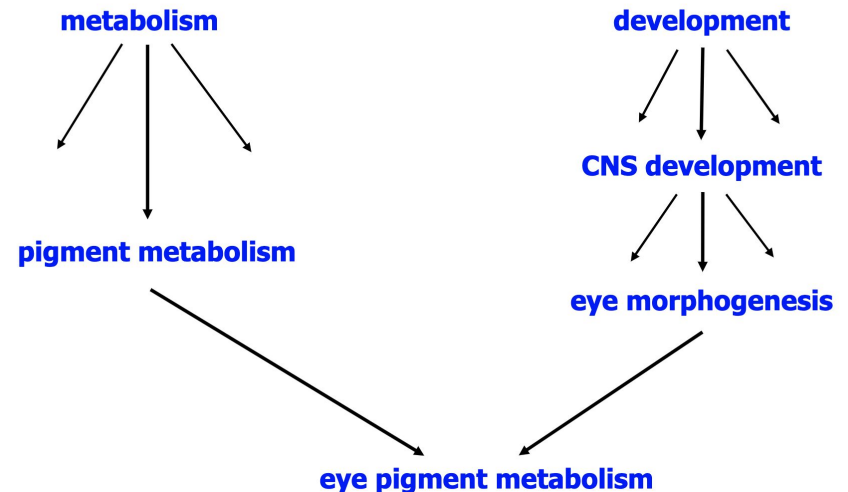 metabolism
development
CNS development
pigment metabolism
eye morphogenesis
eye pigment metabolism